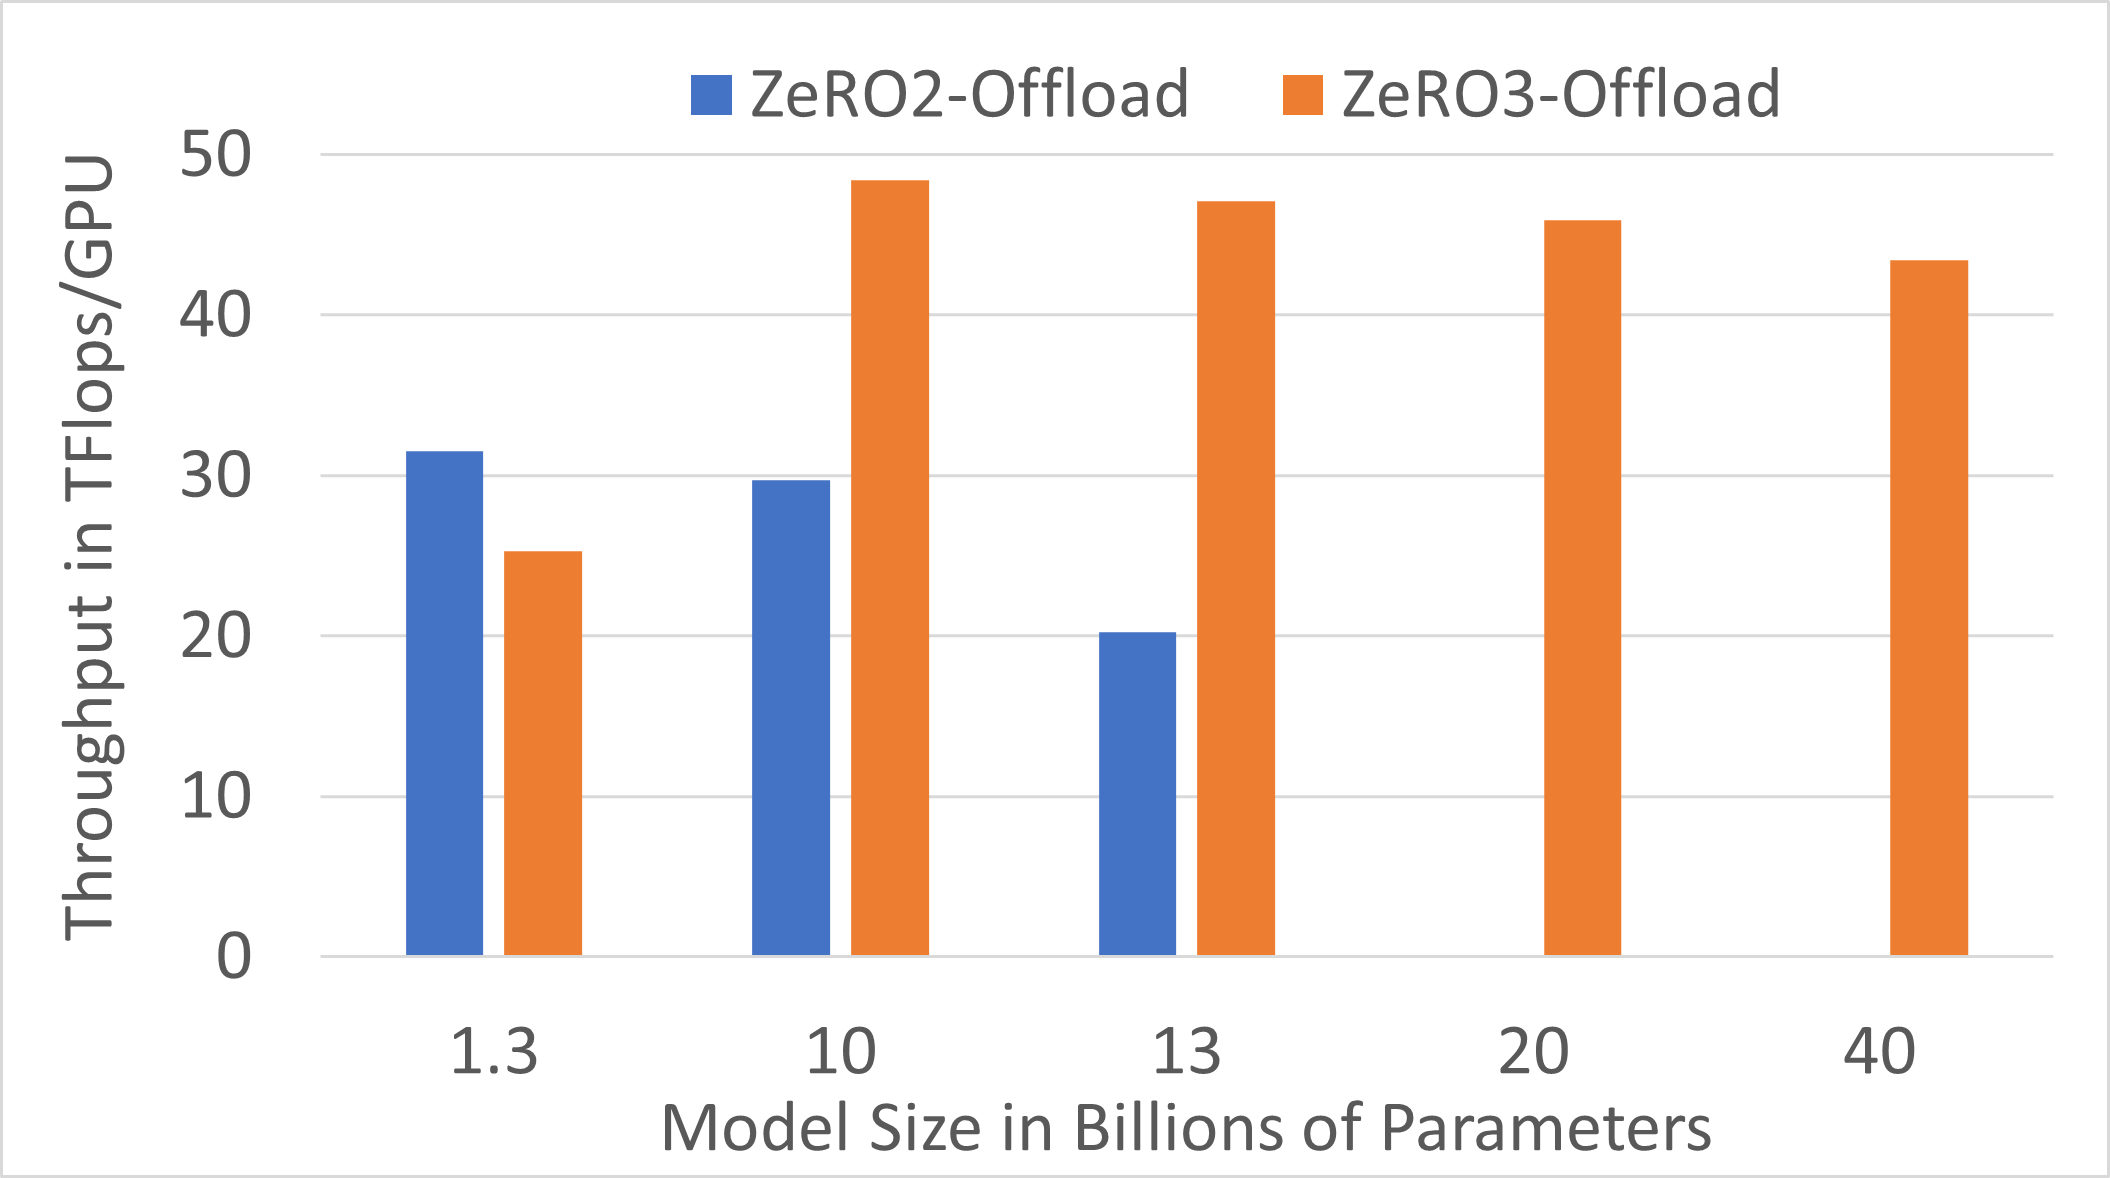 ZeRO2-Offload ZeRO3-Offload
Throughput in TFlops/GPU
50
40
30
20
10
0
1.3 10 13 20 40
Model Size in Billions of Parameters